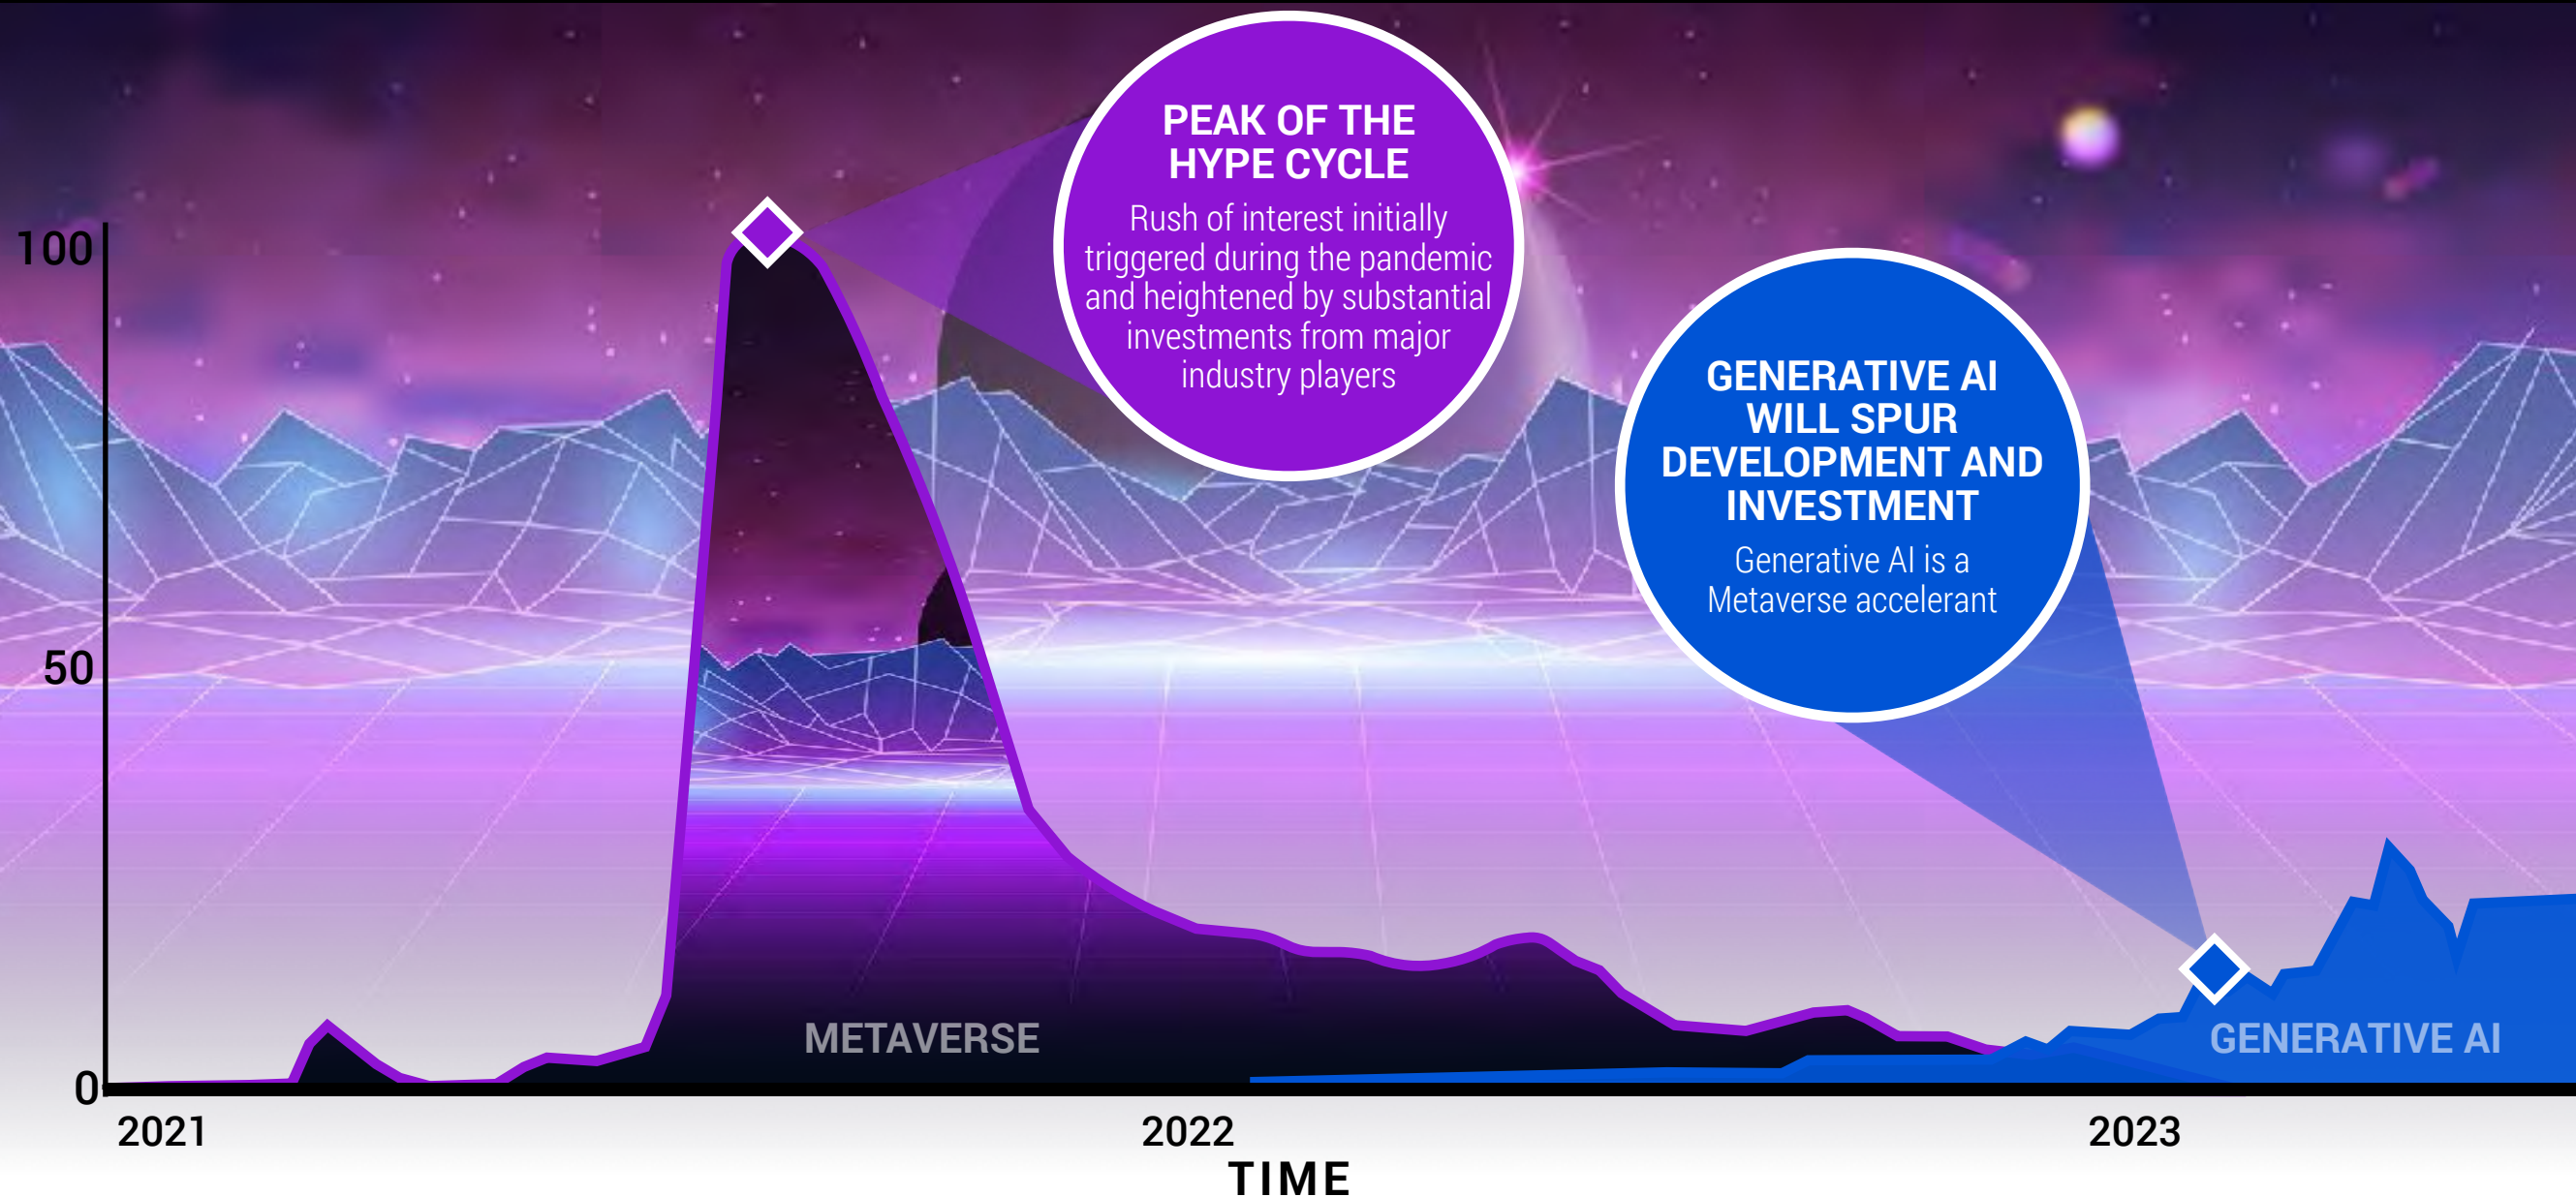 PEAK OF THE
HYPE CYCLE
Rush of interest initially
triggered during the pandemic
and heightened by substantial
investments from major
industry players
GENERATIVE AI
WILL SPUR
DEVELOPMENT AND
INVESTMENT
Generative AI is a
Metaverse accelerant
100
50
0
METAVERSE
GENERATIVE AI
2021
2022
2023
TIME